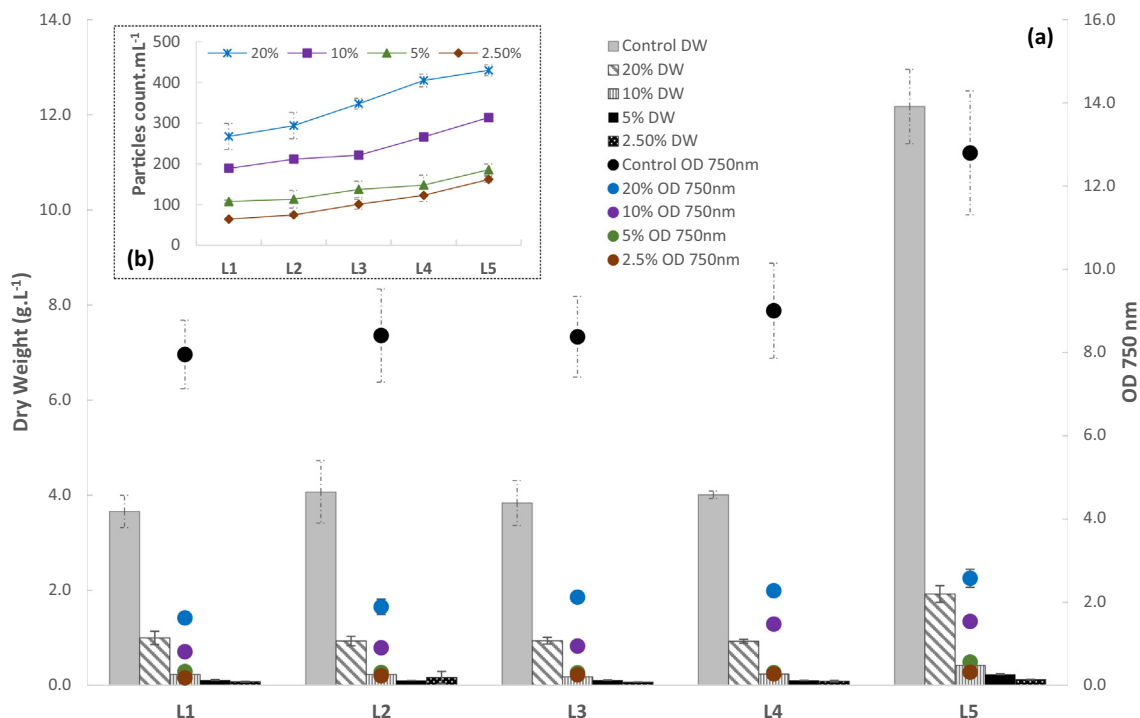 14.0
12.0
10.0
8.0
6.0
4.0
2.0
0.0
Dry Weight (g.L-1)
500
400
300
200
100
0
Particles count.mL-1
20% 10% 5% 2.50%
L1 L2 L3 L4 L5
(b)
Control DW
20% DW
10% DW
5% DW
2.50% DW
Control OD 750nm
20% OD 750nm
10% OD 750nm
5% OD 750nm
2.5% OD 750nm
(a)
16.0
14.0
12.0
10.0
8.0
6.0
4.0
2.0
0.0
OD 750 nm
L1 L2 L3 L4 L5